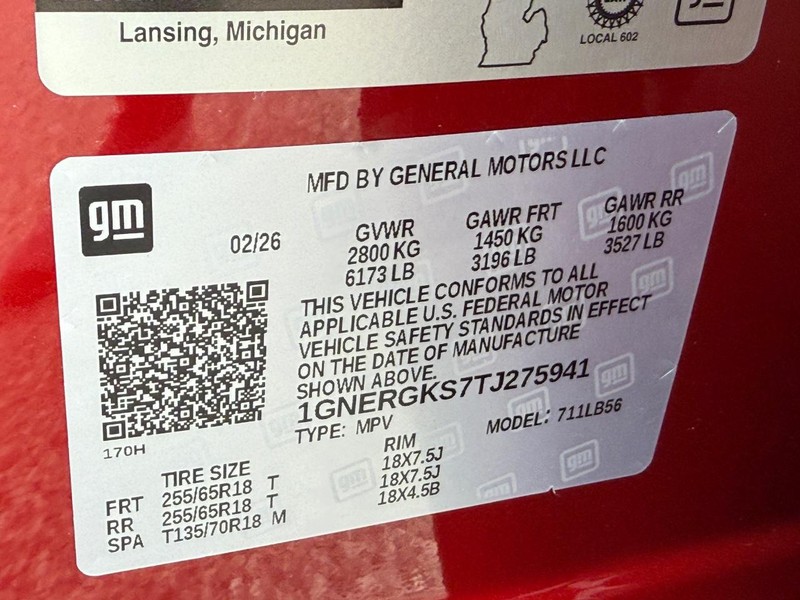 Lansing, Michigan
LOCAL 602
MFD BY GENERAL MOTORS LLC
gm
02/26
GVWR
2800 KG
6173 LB
GAWR FRT
1450 KG
3196 LB
GAWR RR
1600 KG
3527 LB
THIS VEHICLE CONFORMS TO ALL
APPLICABLE U.S. FEDERAL MOTOR
VEHICLE SAFETY STANDARDS IN EFFECT
ON THE DATE OF MANUFACTURE
SHOWN ABOVE.
1GNERGKS7TJ275941
TYPE: MPV MODEL: 711LB56
170H
TIRE SIZE RIM
FRT 255/65R18 T 18X7.5J
RR 255/65R18 T 18X7.5J
SPA T135/70R18 M 18X4.5B